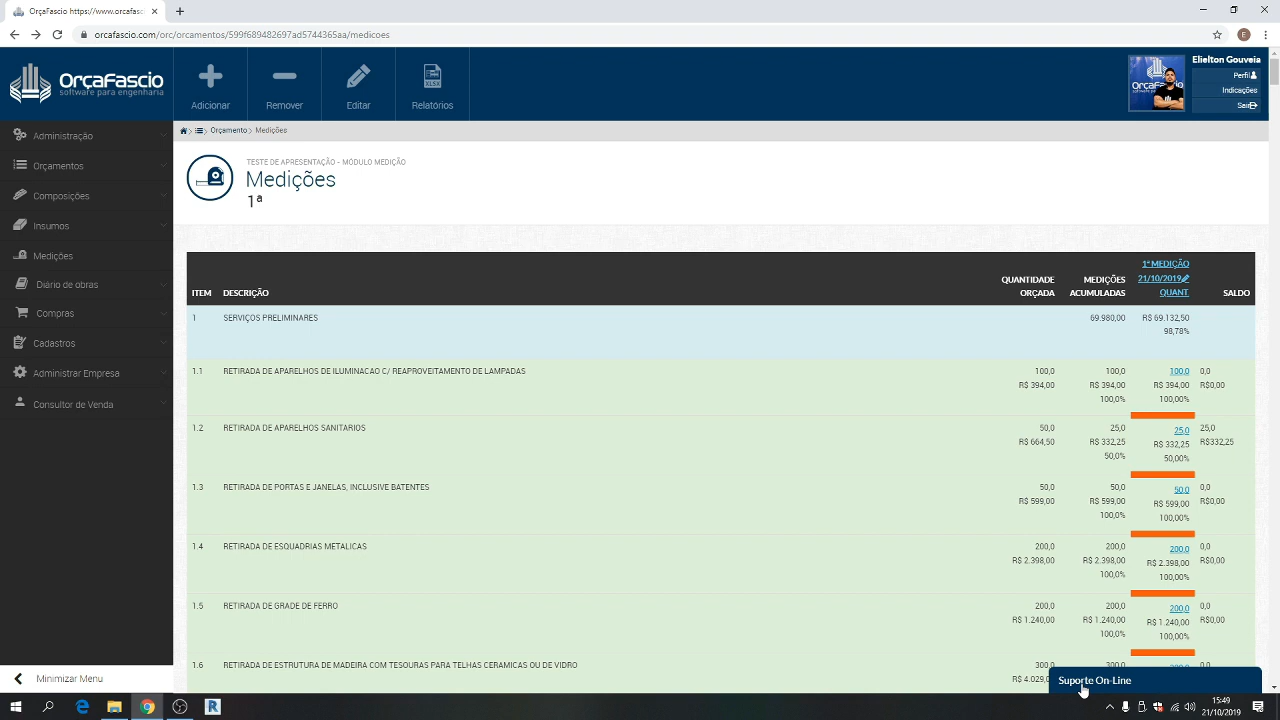 OrçaFascio https://www.orcafasc
orcafascio.com/orc/orcamentos/599f689482697ad5744365aa/medicoes
E
OrçaFascio
software para engenharia
Adicionar
Remover
Editar
XLSX
Relatórios
Elielton Gouveia
Perfil
Indicações
Sair
Administração
Orçamentos
Composições
Insumos
Medições
Diário de obras
Compras
Cadastros
Administrar Empresa
Consultor de Venda
Minimizar Menu
Orçamento > Medições
TESTE DE APRESENTAÇÃO - MÓDULO MEDIÇÃO
Medições
1ª
ITEM DESCRIÇÃO QUANTIDADE ORÇADA MEDIÇÕES ACUMULADAS 1ª MEDIÇÃO 21/10/2019 QUANT. SALDO
1 SERVIÇOS PRELIMINARES 69.980,00 R$ 69.132,50
98,78%
1.1 RETIRADA DE APARELHOS DE ILUMINACAO C/ REAPROVEITAMENTO DE LAMPADAS 100,0 100,0 100,0 0,0
R$ 394,00 R$ 394,00 R$ 394,00 R$0,00
100,0% 100,00%
1.2 RETIRADA DE APARELHOS SANITARIOS 50,0 25,0 25,0 25,0
R$ 664,50 R$ 332,25 R$ 332,25 R$332,25
50,0% 50,00%
1.3 RETIRADA DE PORTAS E JANELAS, INCLUSIVE BATENTES 50,0 50,0 50,0 0,0
R$ 599,00 R$ 599,00 R$ 599,00 R$0,00
100,0% 100,00%
1.4 RETIRADA DE ESQUADRIAS METALICAS 200,0 200,0 200,0 0,0
R$ 2.398,00 R$ 2.398,00 R$ 2.398,00 R$0,00
100,0% 100,00%
1.5 RETIRADA DE GRADE DE FERRO 200,0 200,0 200,0 0,0
R$ 1.240,00 R$ 1.240,00 R$ 1.240,00 R$0,00
100,0% 100,00%
1.6 RETIRADA DE ESTRUTURA DE MADEIRA COM TESOURAS PARA TELHAS CERAMICAS OU DE VIDRO
Suporte On-Line
R
15:49
21/10/2019